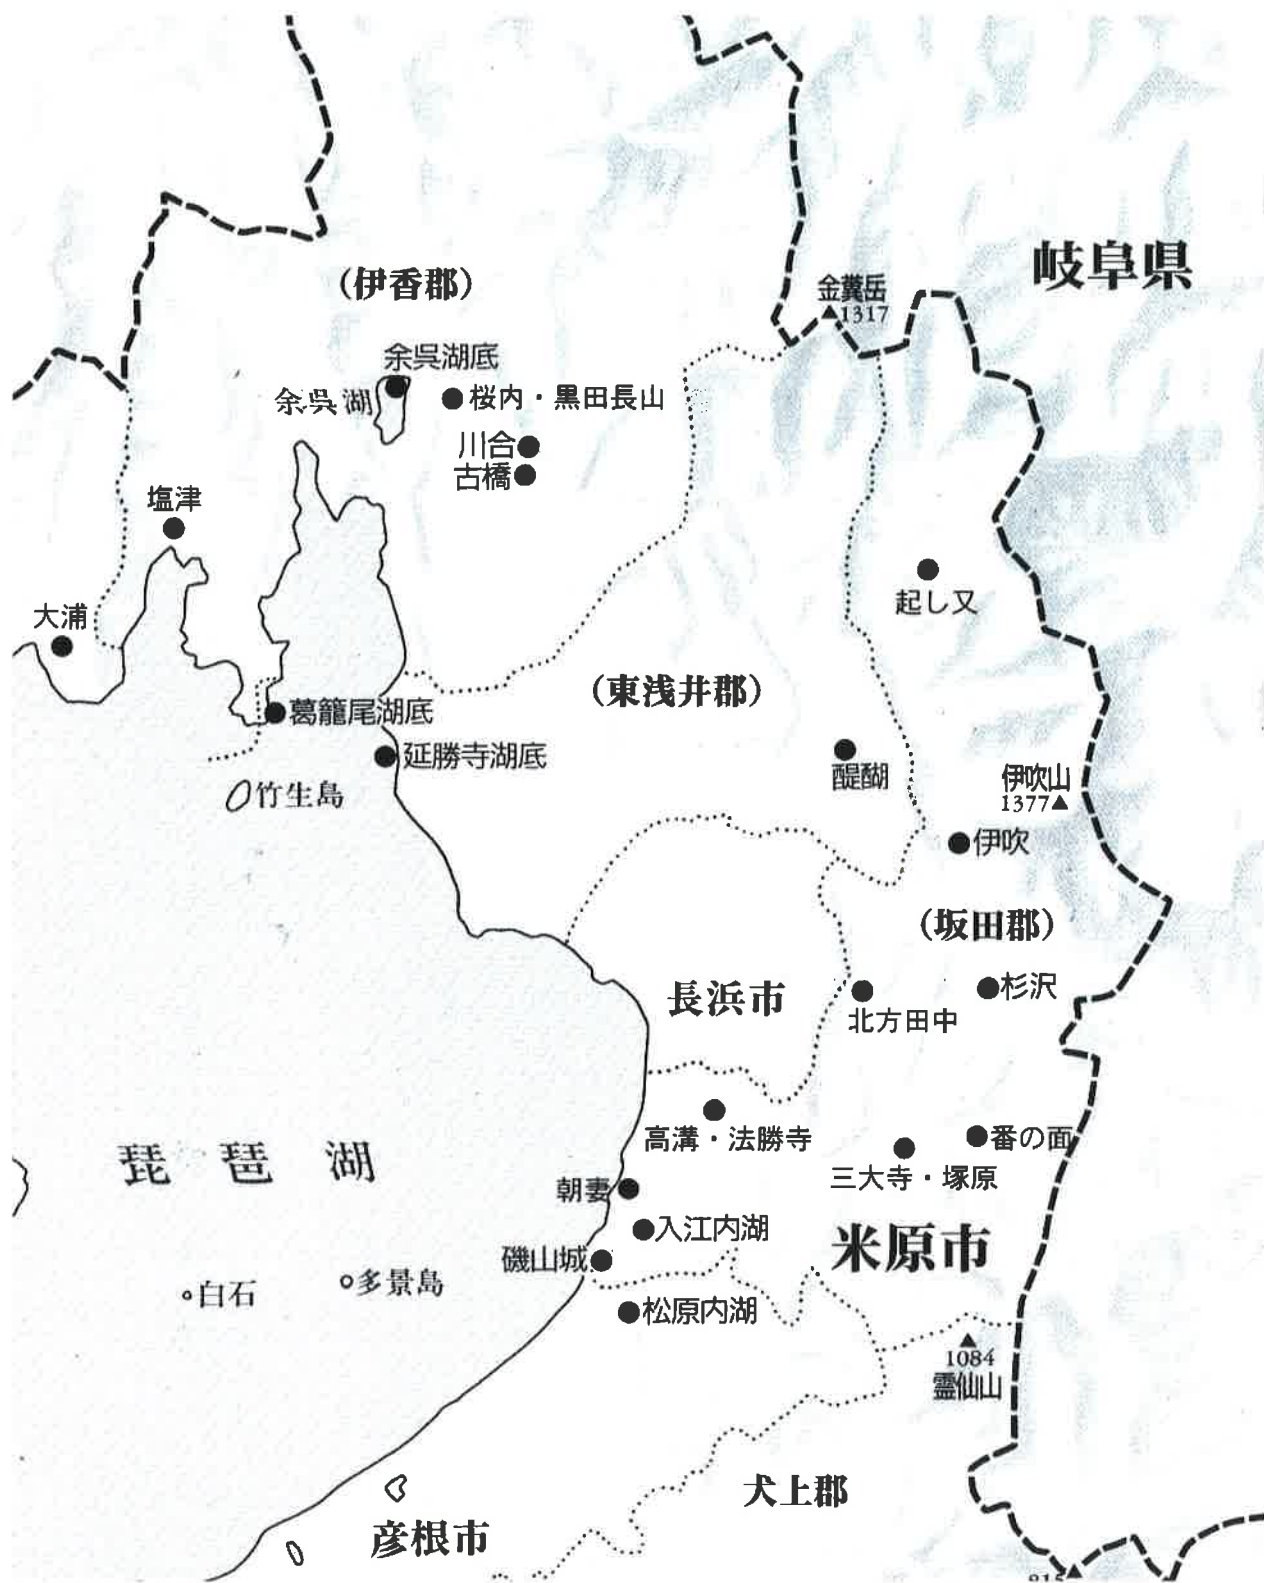 岐阜県
(伊香郡)
金糞岳
1317
余呉湖底
余呉湖
桜内・黒田長山
川合
古橋
塩津
起し又
大浦
(東浅井郡)
葛籠尾湖底
延勝寺湖底
醍醐
伊吹山
1377
竹生島
伊吹
(坂田郡)
長浜市
杉沢
北方田中
高溝・法勝寺
番の面
琵琶湖
三大寺・塚原
朝妻
入江内湖
米原市
磯山城
多景島
白石
松原内湖
1084
霊仙山
犬上郡
彦根市